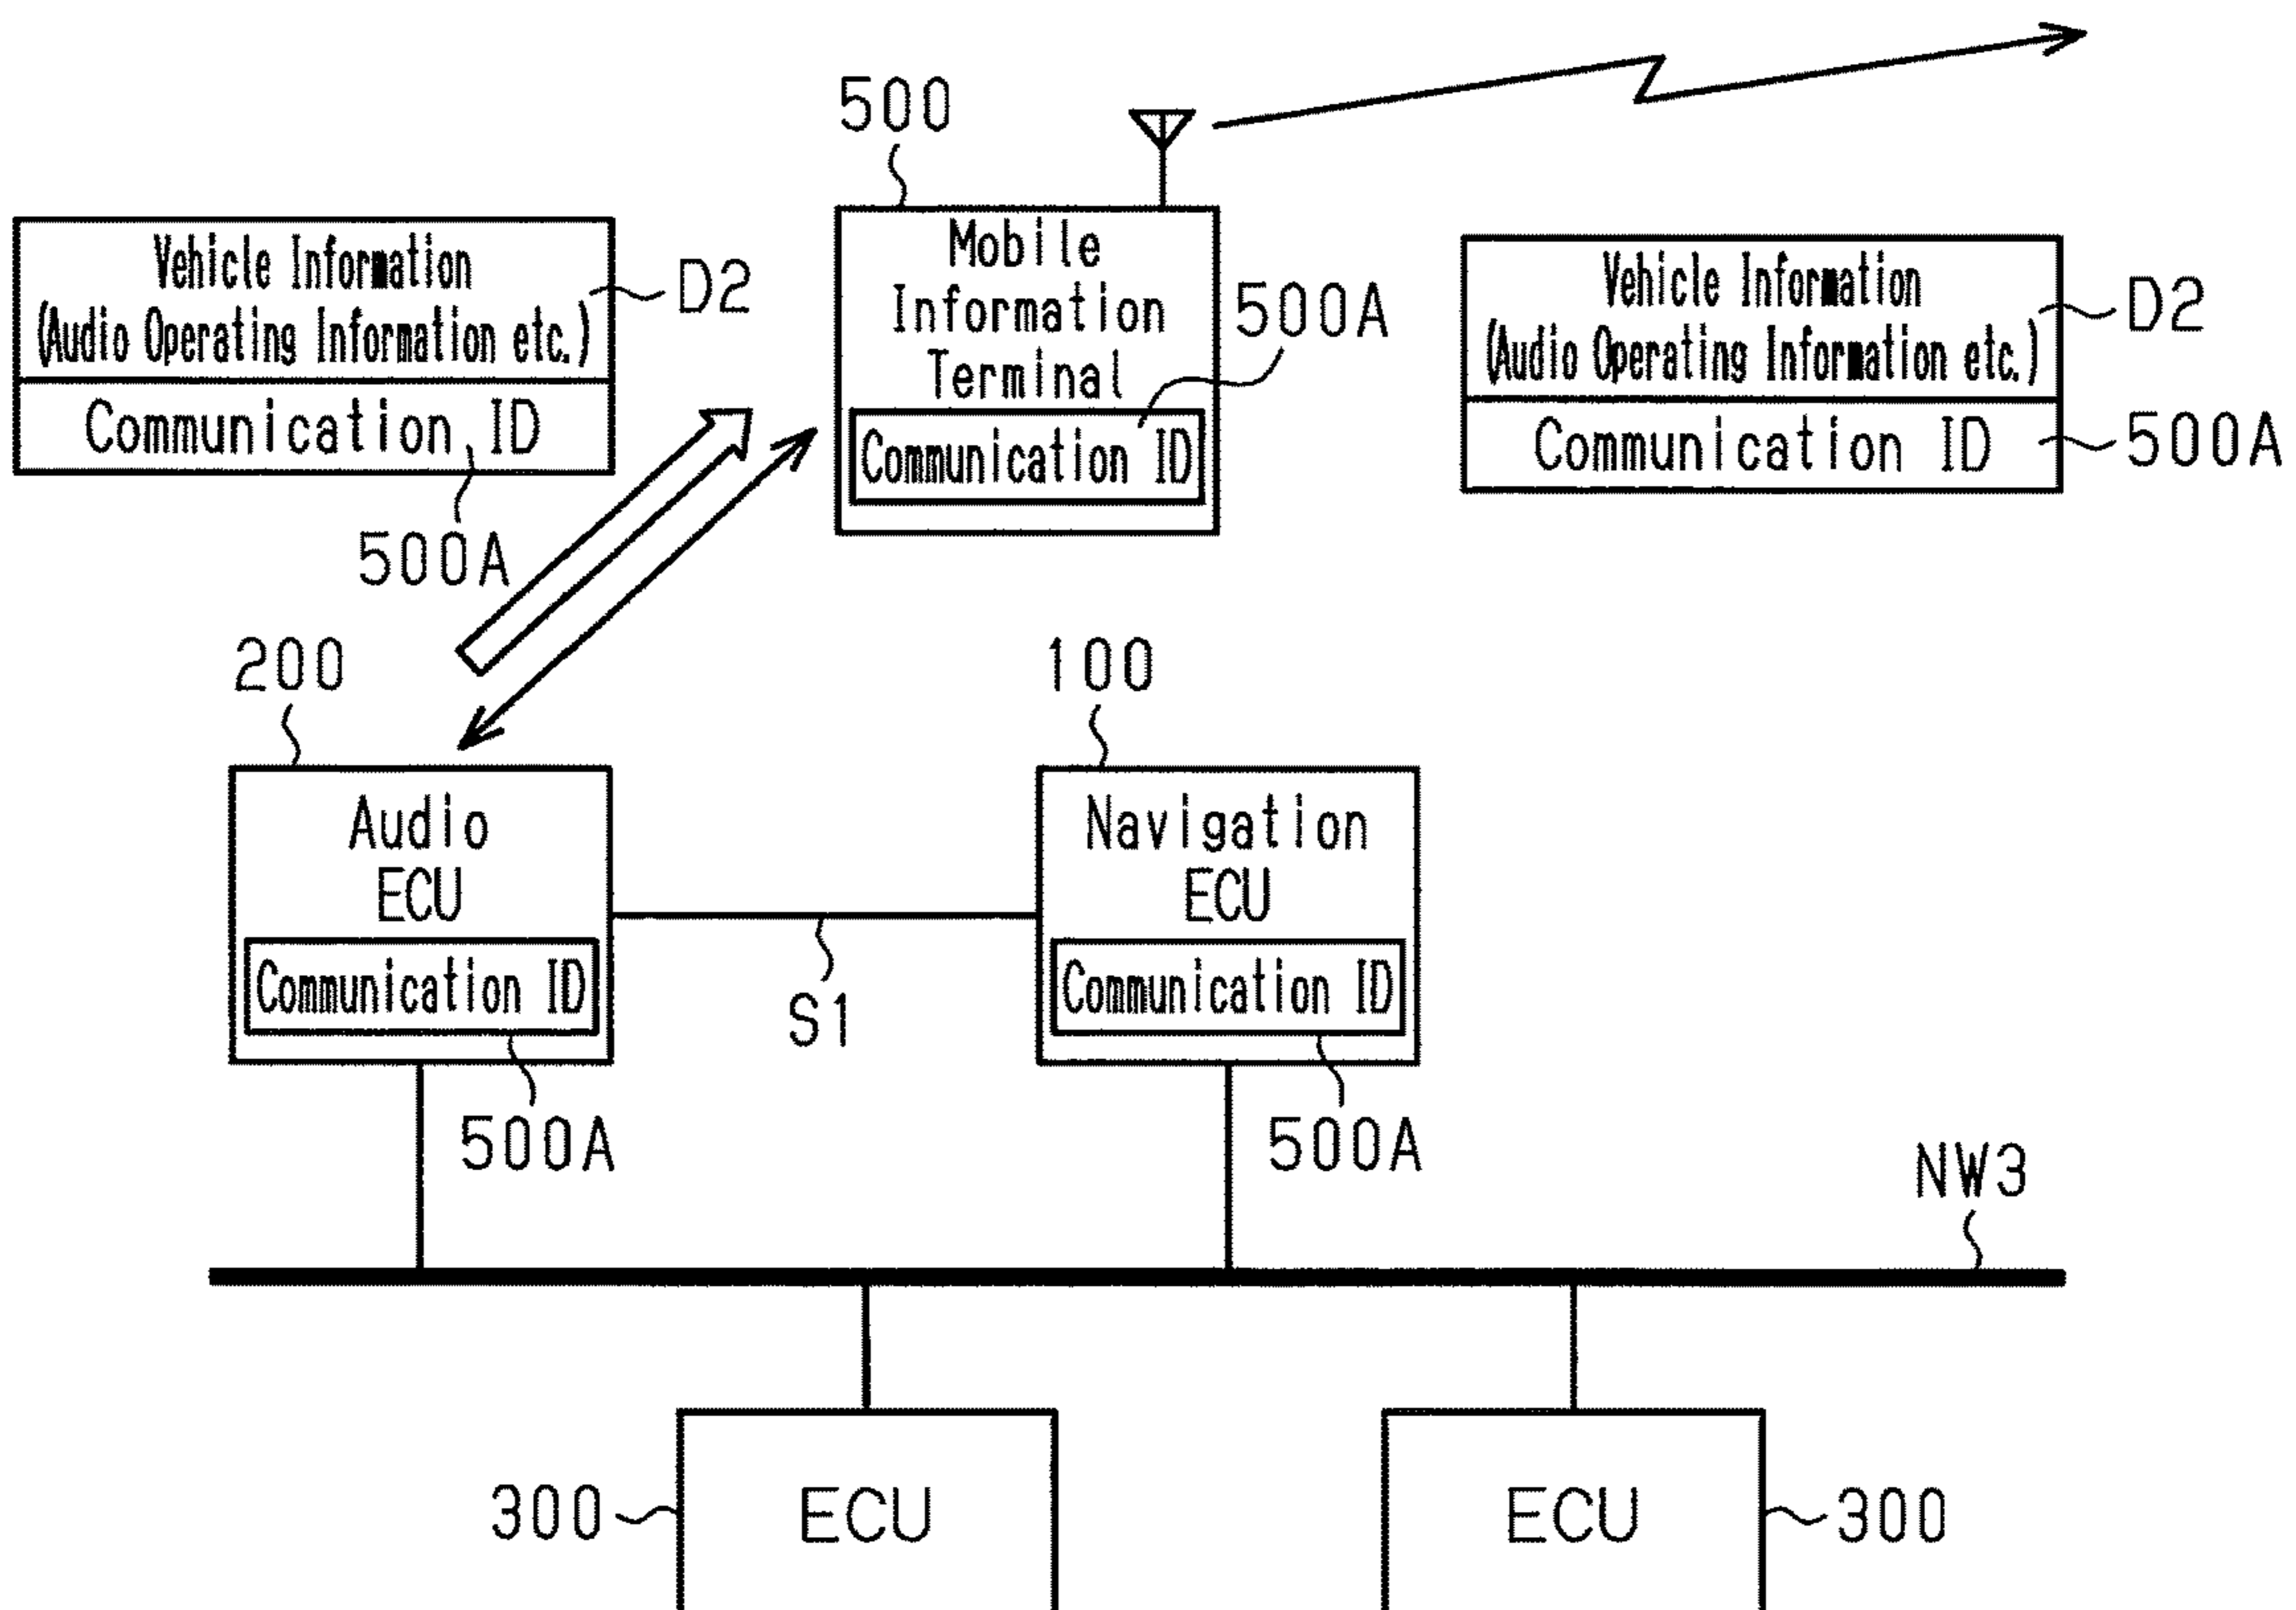 500
Vehicle Information
(Audio Operating Information etc.)
D2
Communication ID
500A
Mobile
Information
Terminal
500A
Communication ID
Vehicle Information
(Audio Operating Information etc.)
D2
Communication ID
500A
200
100
Audio
ECU
Communication ID
500A
S1
Navigation
ECU
Communication ID
500A
NW3
300
ECU
ECU
300